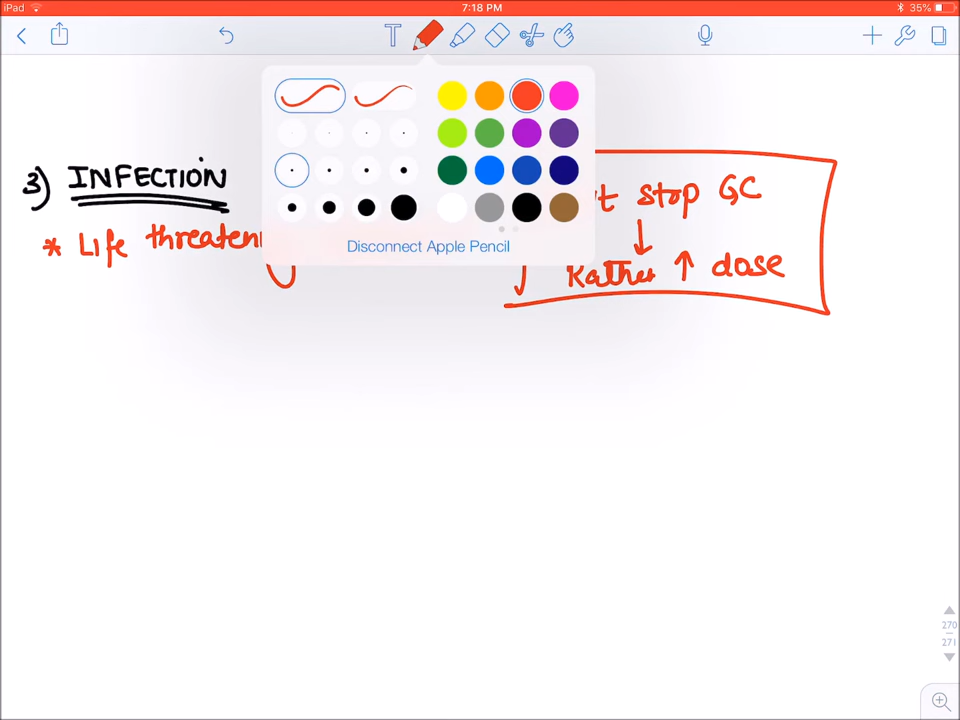 iPad 7:18 PM 35%
T
3) INFECTION
stop GC
* Life threaten
Rather ↑ dose
Disconnect Apple Pencil
270
271